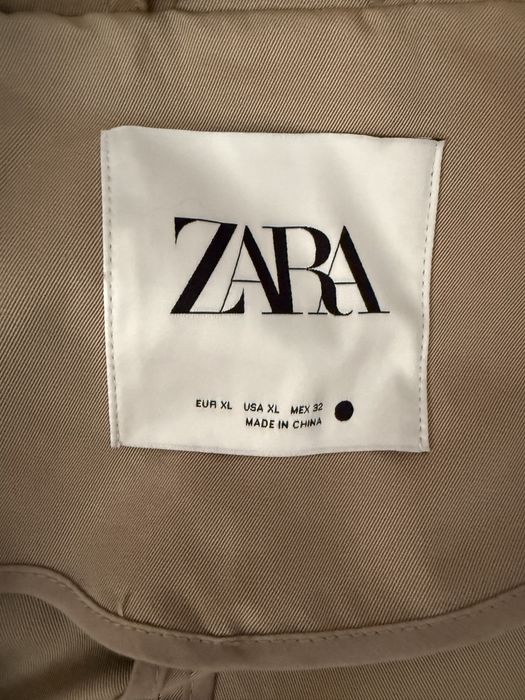 ZARA
EUR XL USA XL MEX 32
MADE IN CHINA